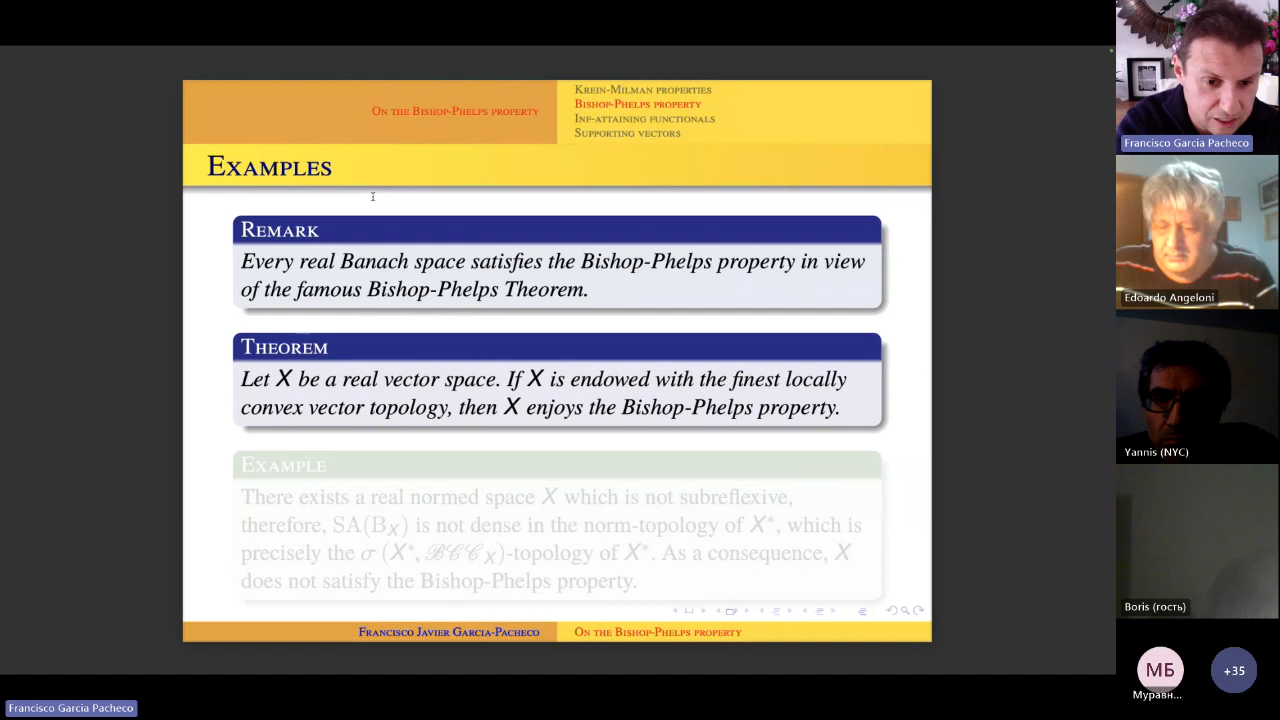 ON THE BISHOP-PHELPS PROPERTY
KREIN-MILMAN PROPERTIES
BISHOP-PHELPS PROPERTY
INF-ATTAINING FUNCTIONALS
SUPPORTING VECTORS
EXAMPLES
REMARK
Every real Banach space satisfies the Bishop-Phelps property in view
of the famous Bishop-Phelps Theorem.
THEOREM
Let X be a real vector space. If X is endowed with the finest locally
convex vector topology, then X enjoys the Bishop-Phelps property.
EXAMPLE
There exists a real normed space X which is not subreflexive,
therefore, SA(B_X) is not dense in the norm-topology of X*, which is
precisely the σ (X*, ℬ𝒞𝒞_X)-topology of X*. As a consequence, X
does not satisfy the Bishop-Phelps property.
FRANCISCO JAVIER GARCIA-PACHECO
ON THE BISHOP-PHELPS PROPERTY
Francisco Garcia Pacheco
Edoardo Angeloni
Yannis (NYC)
Boris (гость)
МБ
Муравн...
+35
Francisco Garcia Pacheco